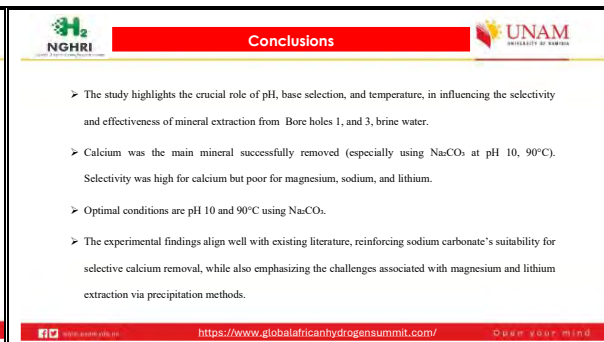 H₂
NGHRI
Conclusions
UNAM
UNIVERSITY OF NAMIBIA
➢ The study highlights the crucial role of pH, base selection, and temperature, in influencing the selectivity
and effectiveness of mineral extraction from Bore holes 1, and 3, brine water.
➢ Calcium was the main mineral successfully removed (especially using Na₂CO₃ at pH 10, 90°C).
Selectivity was high for calcium but poor for magnesium, sodium, and lithium.
➢ Optimal conditions are pH 10 and 90°C using Na₂CO₃.
➢ The experimental findings align well with existing literature, reinforcing sodium carbonate's suitability for
selective calcium removal, while also emphasizing the challenges associated with magnesium and lithium
extraction via precipitation methods.
www.unam.edu.na
https://www.globalafricanhydrogensummit.com/
Open your mind